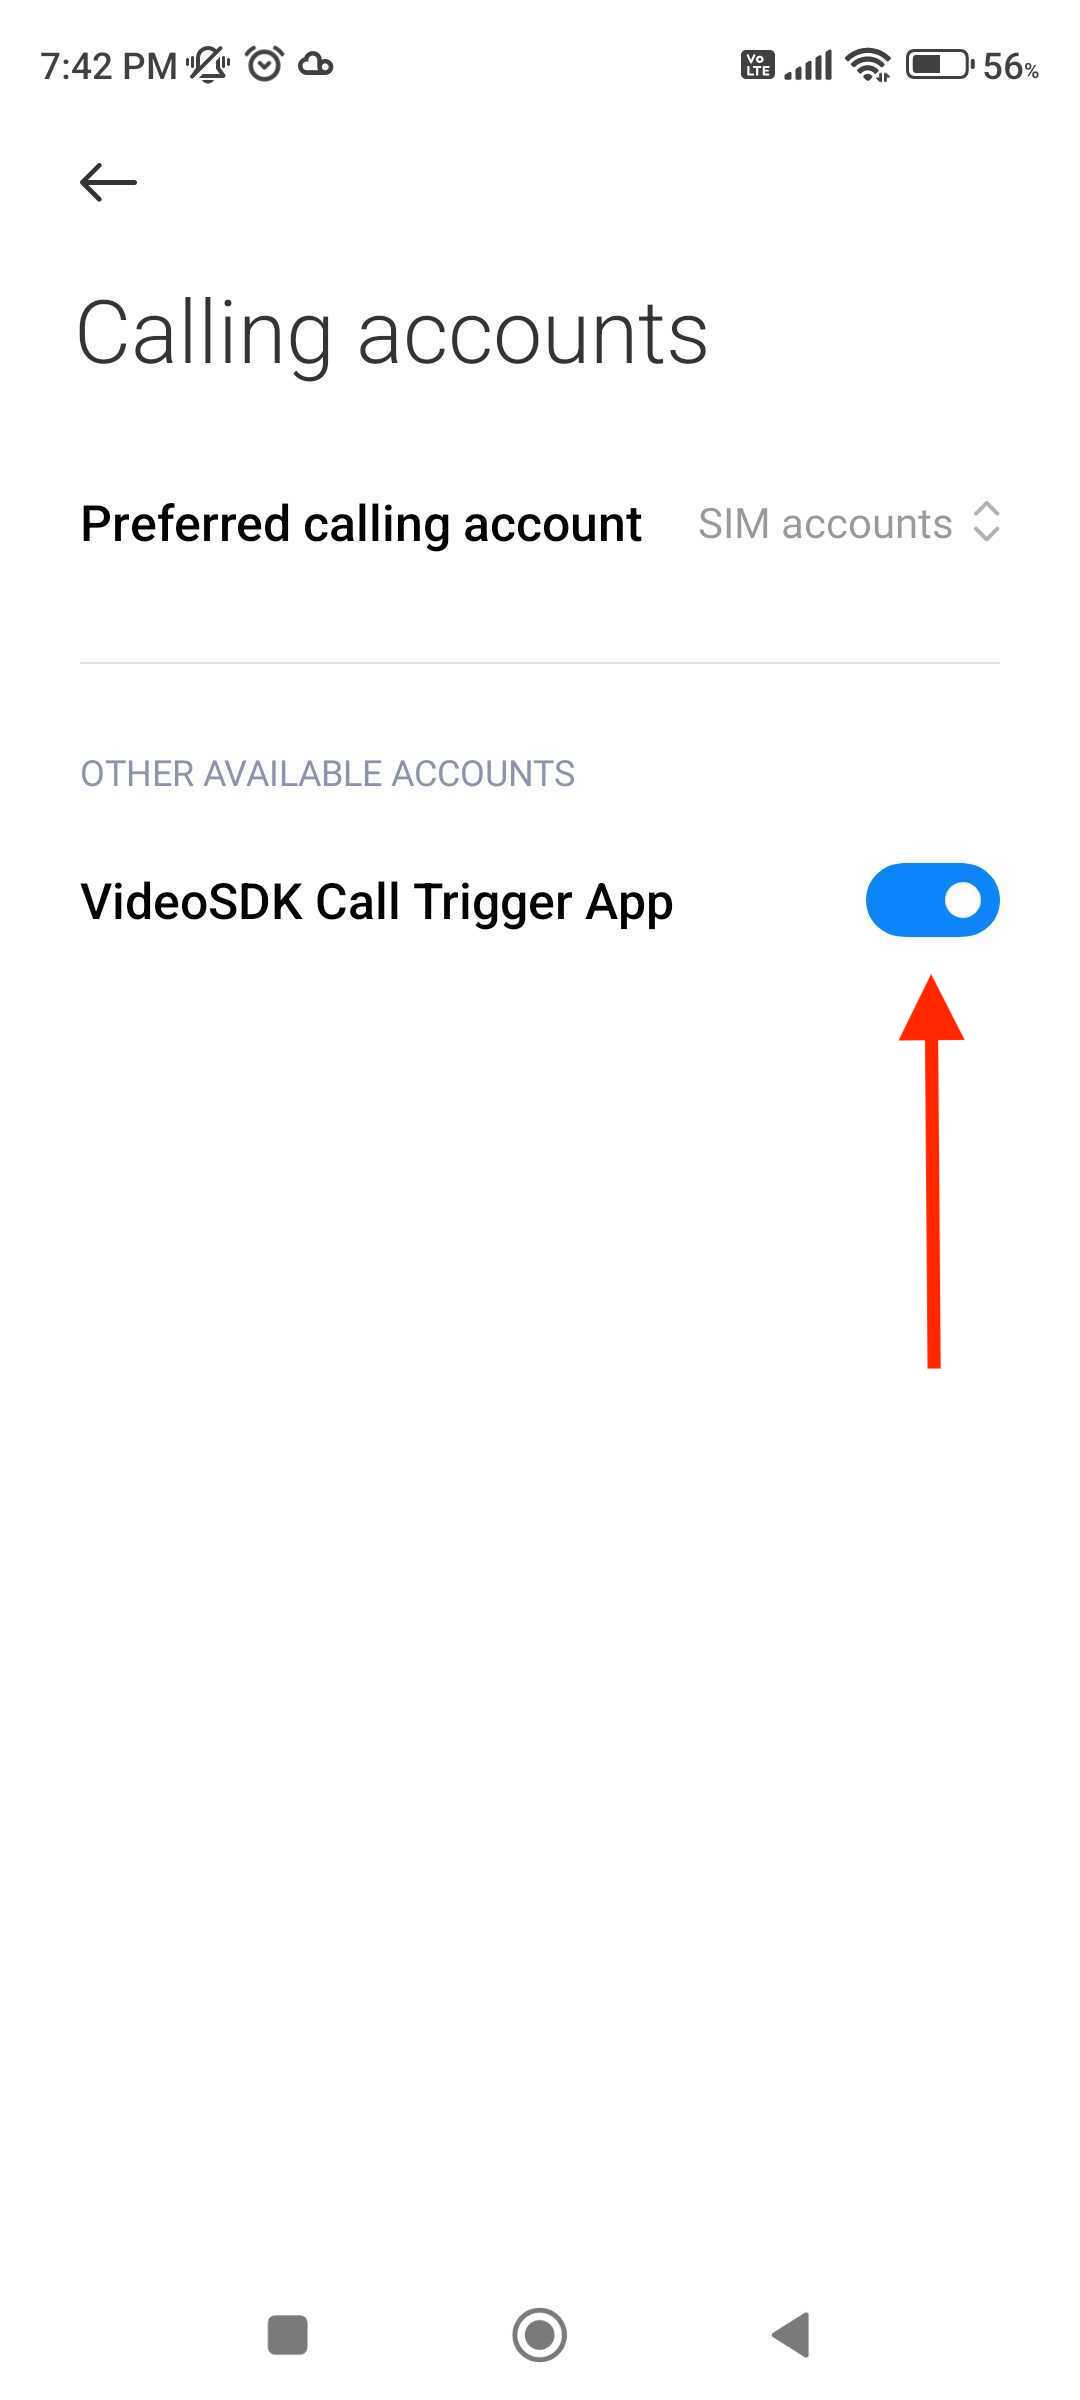 7:42 PM Vo LTE 56%
Calling accounts
Preferred calling account SIM accounts
OTHER AVAILABLE ACCOUNTS
VideoSDK Call Trigger App